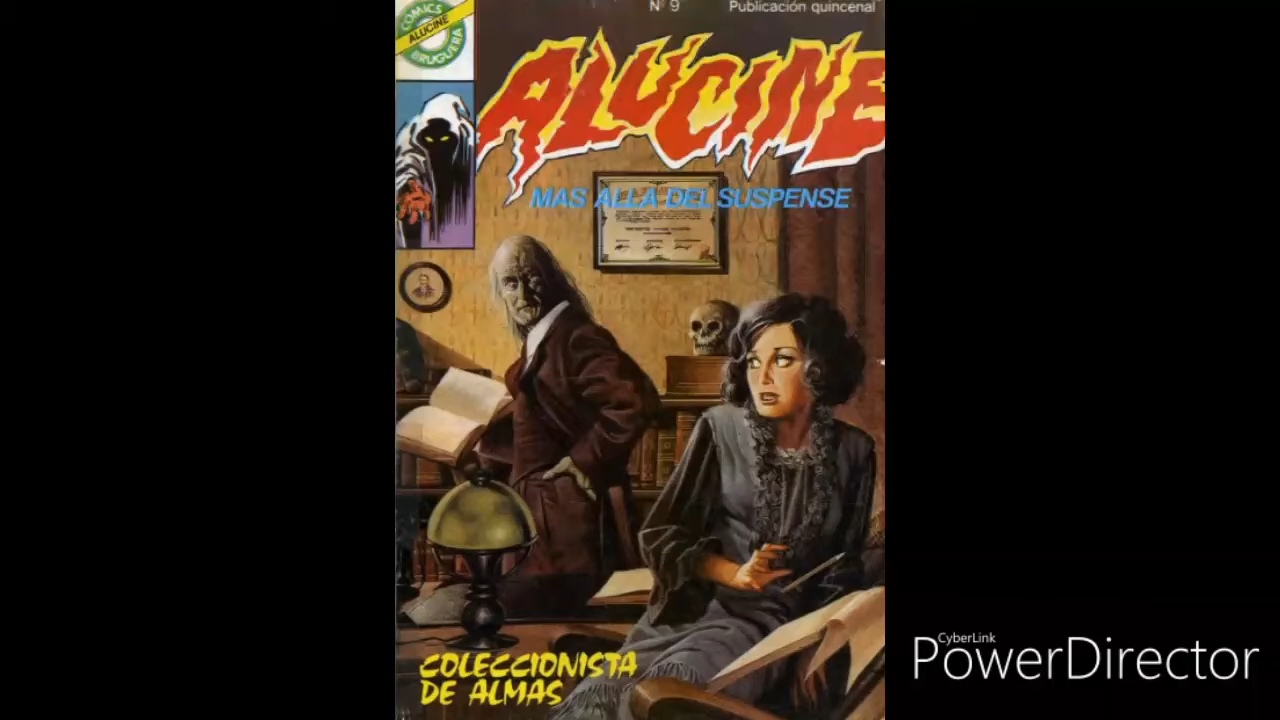 COMICS
ALUCINE
BRUGUERA
Nº 9
Publicación quincenal
ALUCINE
MAS ALLA DEL SUSPENSE
COLECCIONISTA
DE ALMAS
CyberLink
PowerDirector